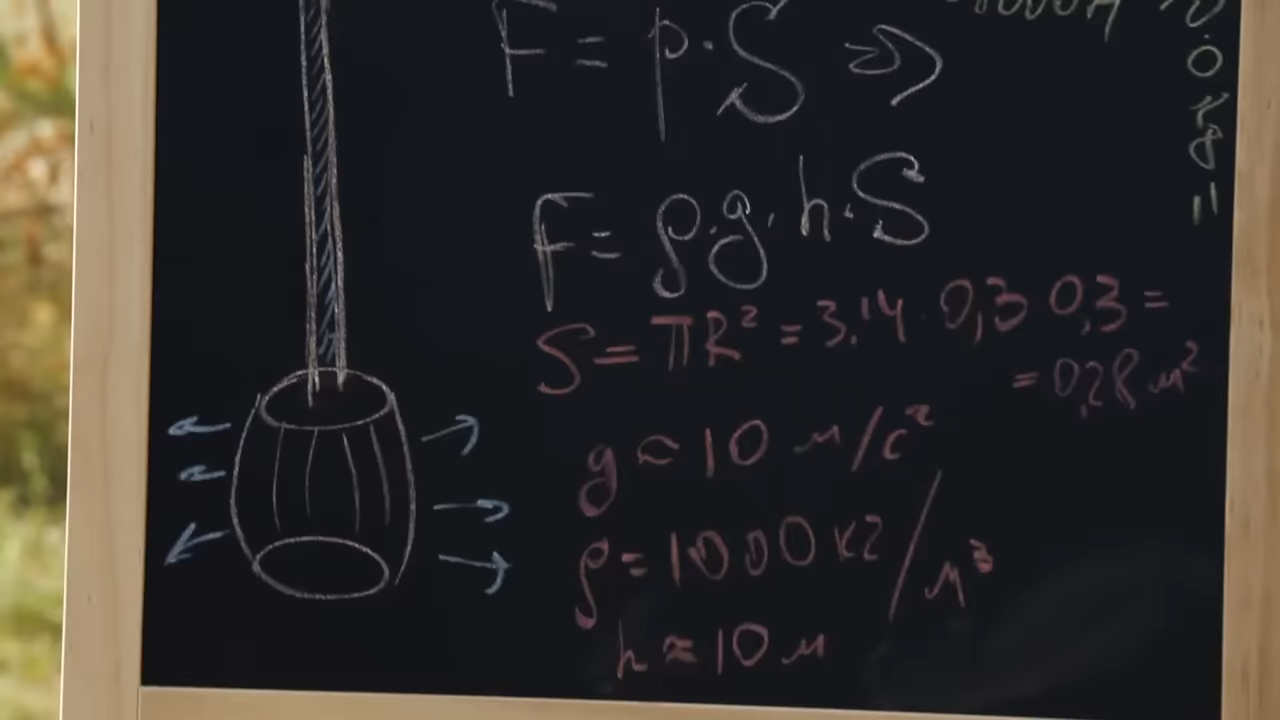 F = p·S ⇒
F = ρ·g·h·S
S = πR² = 3.14 · 0,3 0,3 =
= 0,28 м²
g ≈ 10 м/с²
ρ = 1000 кг/м³
h ≈ 10 м